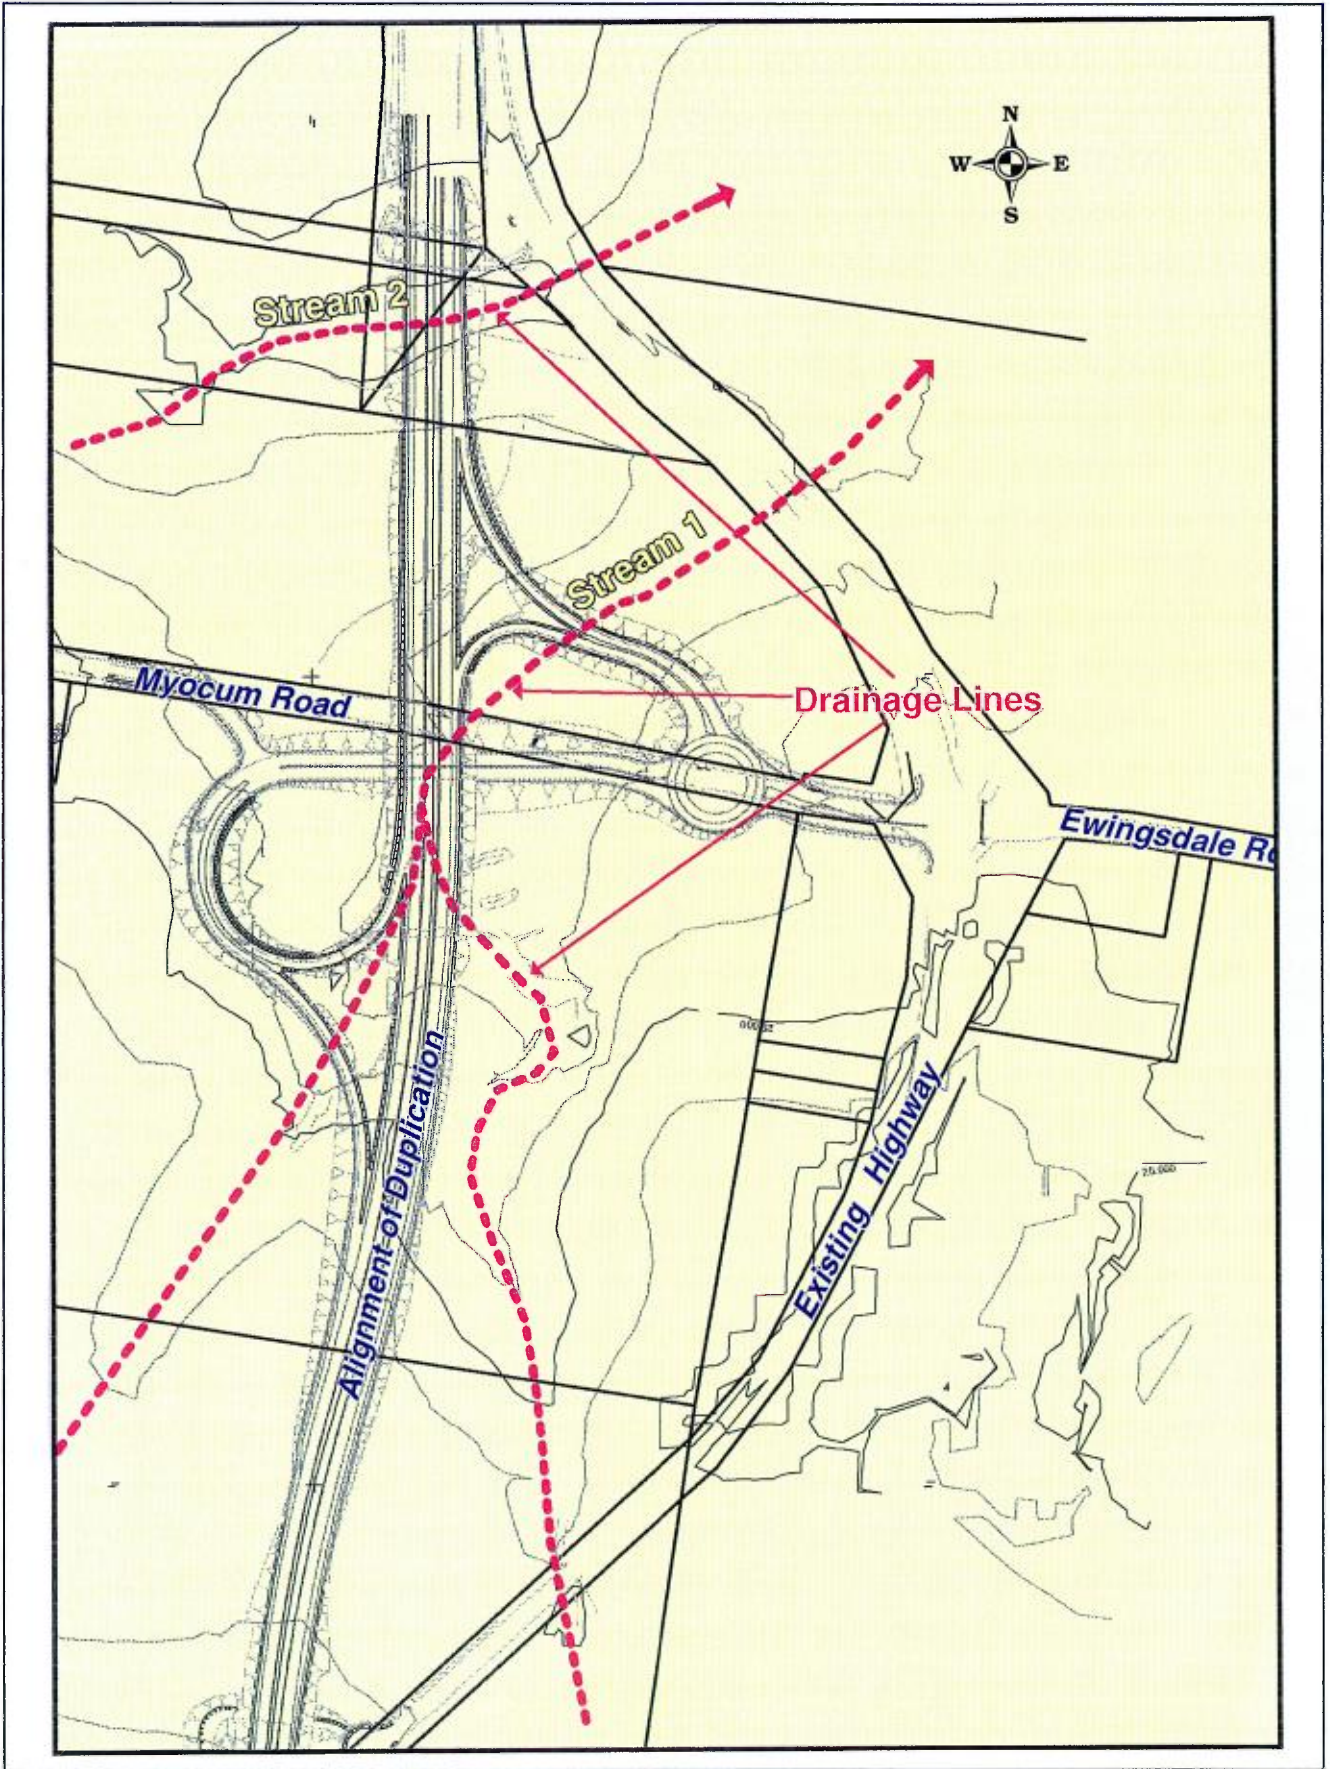 N
W E
S
Stream 2
Stream 1
Myocum Road
Drainage Lines
Ewingsdale Ro
Alignment of Duplication
Existing Highway